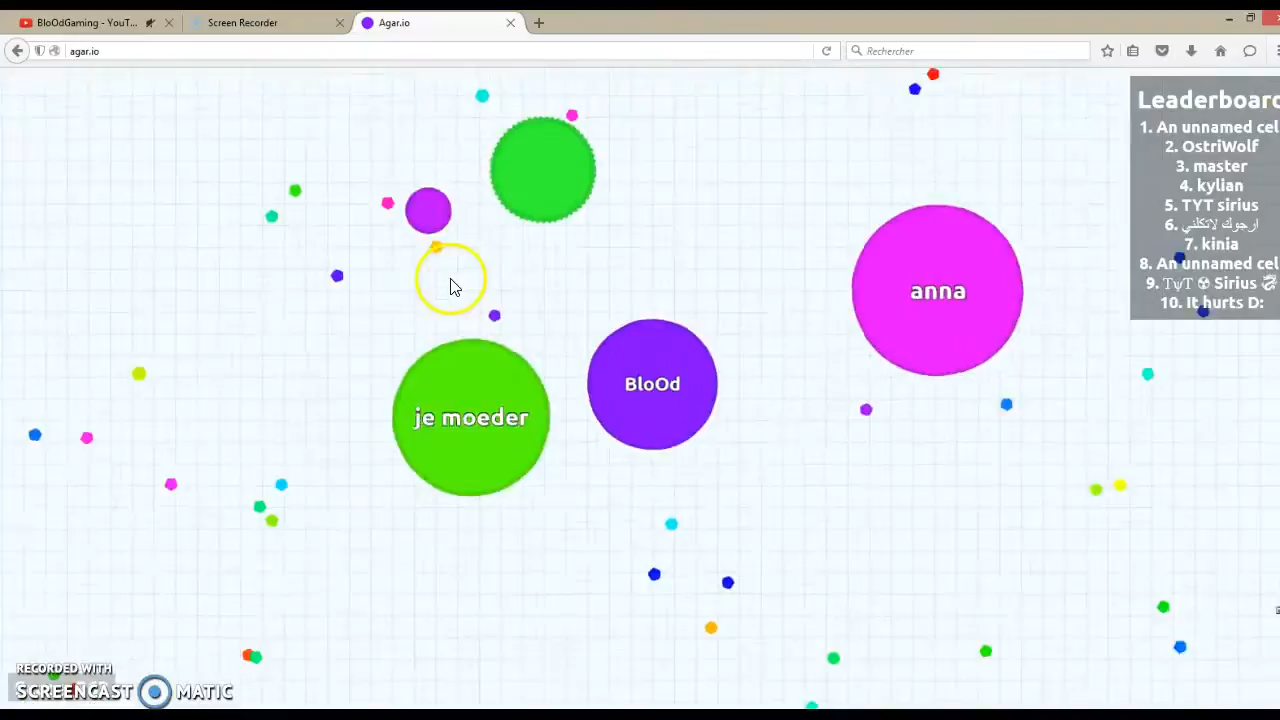 BloOdGaming - YouT...
Screen Recorder
Agar.io
agar.io
Rechercher
Leaderboard
1. An unnamed cel
2. OstriWolf
3. master
4. kylian
5. TYT sirius
6. ارجوك لاتكلني
7. kinia
8. An unnamed cel
9. TψT ☢ Sirius
10. It hurts D:
anna
BloOd
je moeder
RECORDED WITH
SCREENCAST MATIC